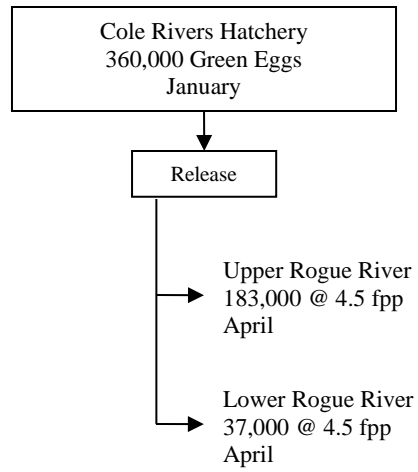 Cole Rivers Hatchery
360,000 Green Eggs
January
Release
Upper Rogue River
183,000 @ 4.5 fpp
April
Lower Rogue River
37,000 @ 4.5 fpp
April